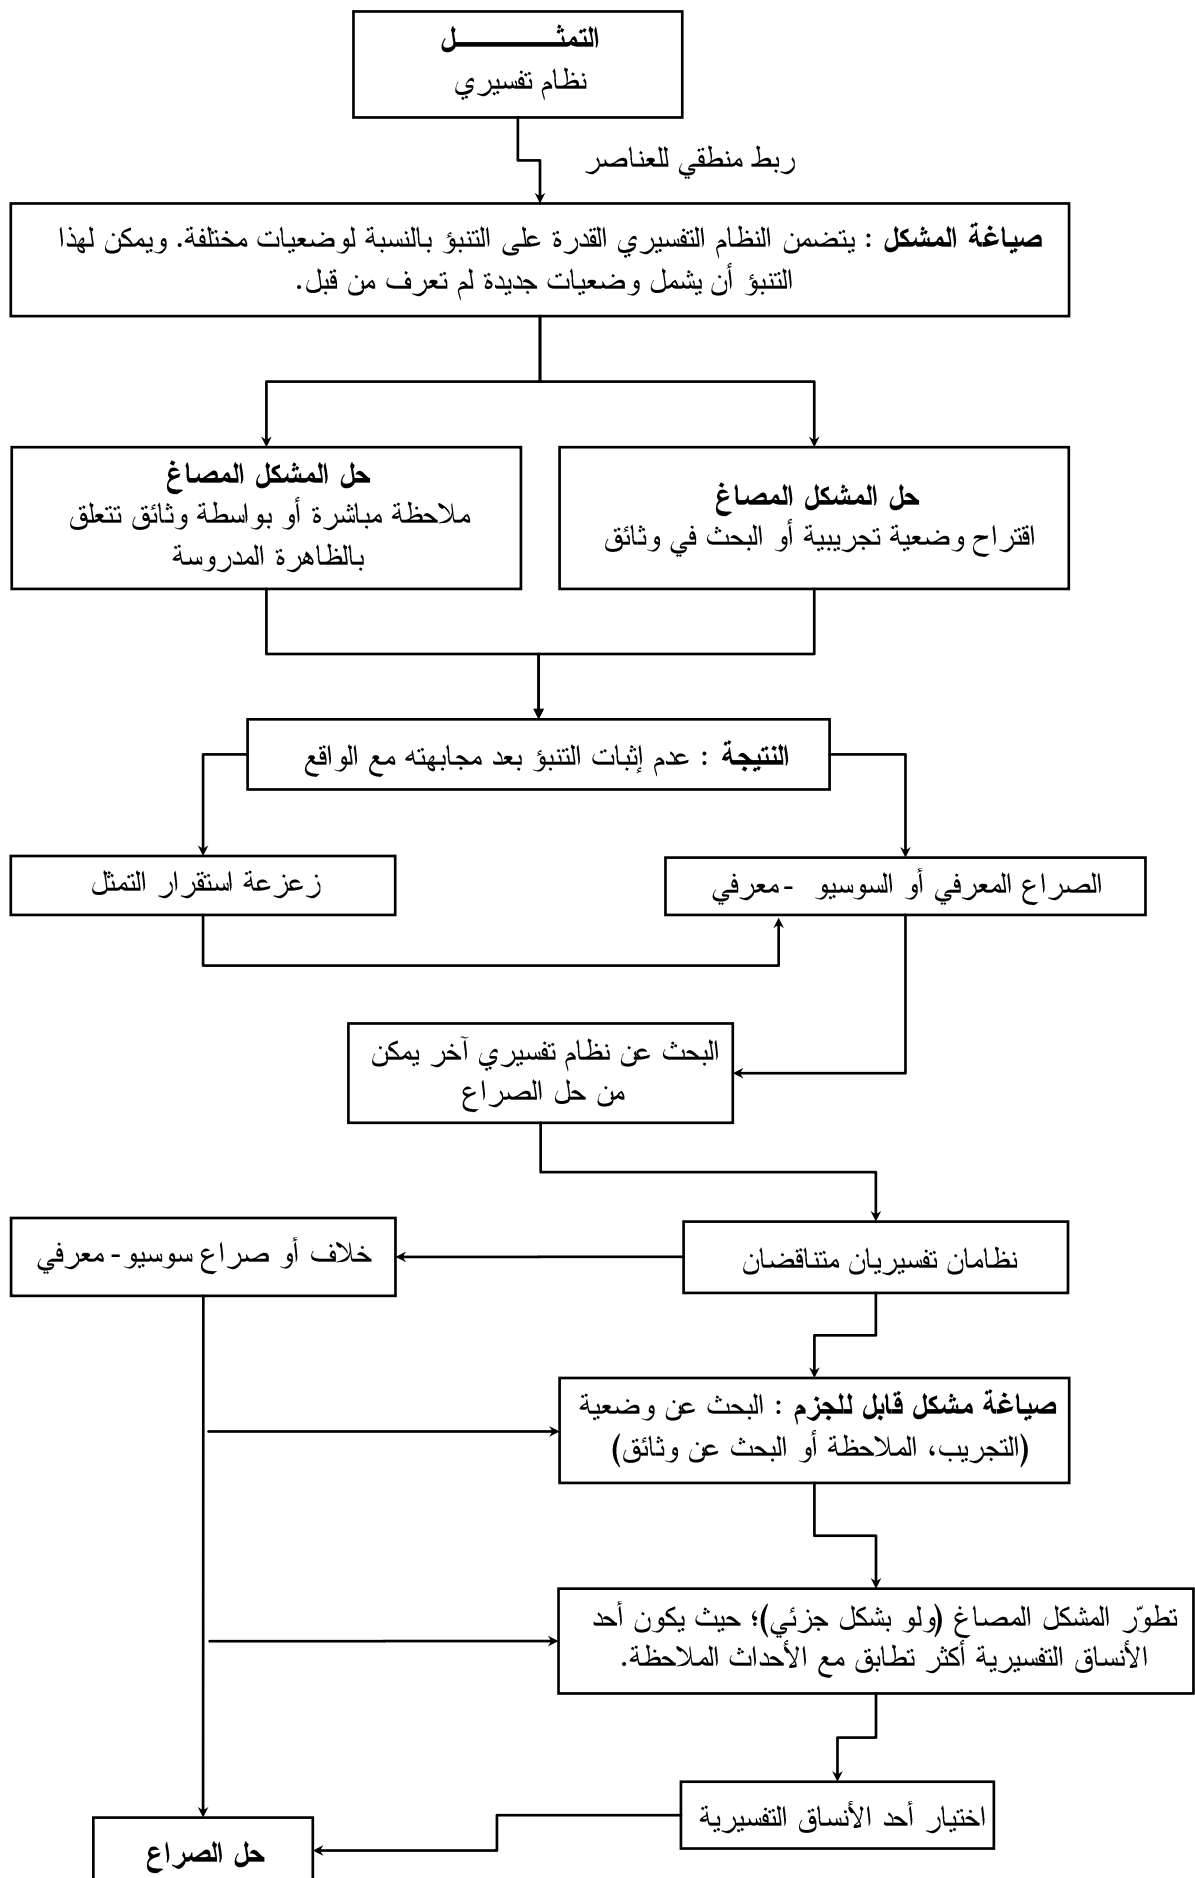 التمثــــــــــــل
نظام تفسيري
ربط منطقي للعناصر
صياغة المشكل : يتضمن النظام التفسيري القدرة على التنبؤ بالنسبة لوضعيات مختلفة. ويمكن لهذا
التنبؤ أن يشمل وضعيات جديدة لم تعرف من قبل.
حل المشكل المصاغ
اقتراح وضعية تجريبية أو البحث في وثائق
حل المشكل المصاغ
ملاحظة مباشرة أو بواسطة وثائق تتعلق
بالظاهرة المدروسة
النتيجة : عدم إثبات التنبؤ بعد مجابهته مع الواقع
الصراع المعرفي أو السوسيو - معرفي
زعزعة استقرار التمثل
البحث عن نظام تفسيري آخر يمكن
من حل الصراع
نظامان تفسيريان متناقضان
خلاف أو صراع سوسيو- معرفي
صياغة مشكل قابل للجزم : البحث عن وضعية
(التجريب، الملاحظة أو البحث عن وثائق)
تطوّر المشكل المصاغ (ولو بشكل جزئي)؛ حيث يكون أحد
الأنساق التفسيرية أكثر تطابق مع الأحداث الملاحظة.
اختيار أحد الأنساق التفسيرية
حل الصراع